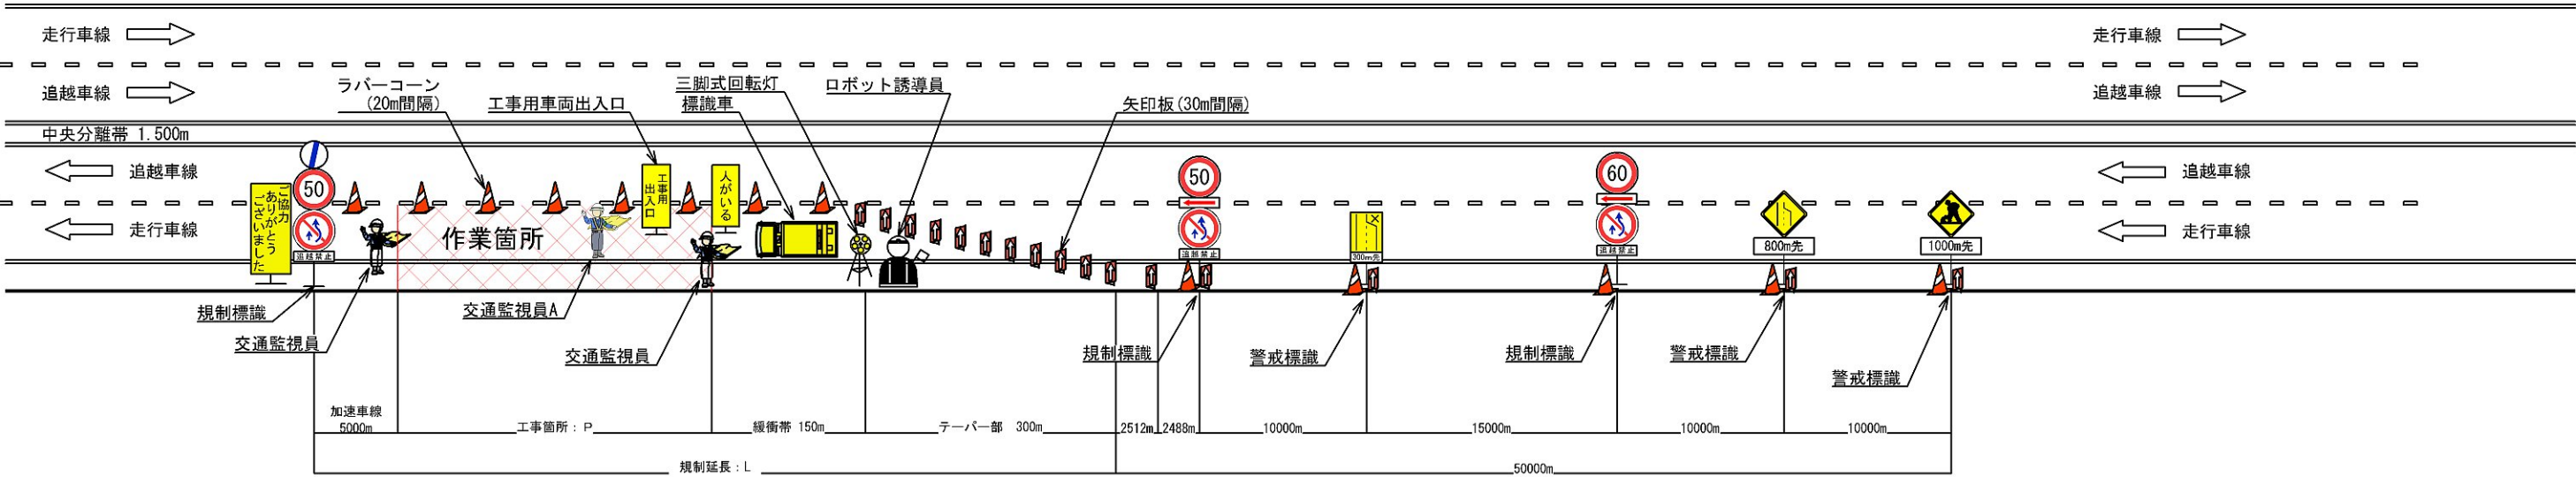 走行車線
走行車線
追越車線
追越車線
ラバーコーン
(20m間隔)
工事用車両出入口
三脚式回転灯
標識車
ロボット誘導員
矢印板(30m間隔)
中央分離帯 1.500m
追越車線
追越車線
走行車線
走行車線
ご協力
ありがとう
ございました
50
追越禁止
作業箇所
工事用
出入口
人がいる
50
追越禁止
300m先
60
追越禁止
800m先
1000m先
規制標識
交通監視員
交通監視員A
交通監視員
規制標識
警戒標識
規制標識
警戒標識
警戒標識
加速車線
5000m
工事箇所：P
緩衝帯 150m
テーパー部 300m
2512m
2488m
10000m
15000m
10000m
10000m
規制延長：L
50000m